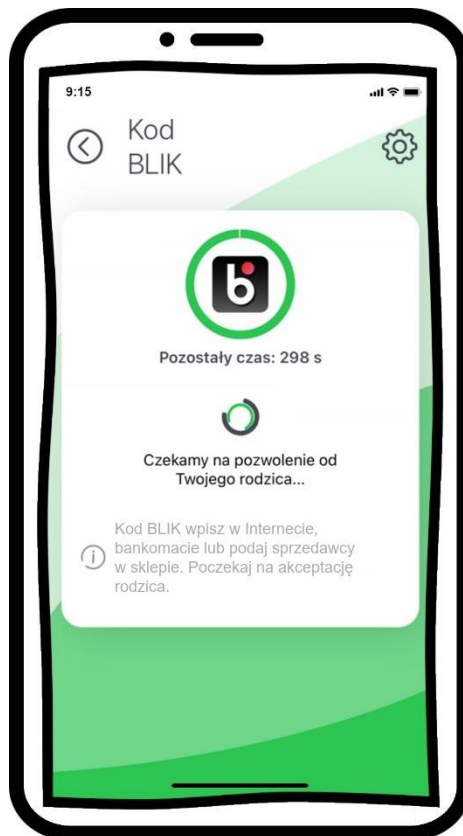 9:15
Kod
BLIK
b
Pozostały czas: 298 s
Czekamy na pozwolenie od
Twojego rodzica...
Kod BLIK wpisz w Internecie,
bankomacie lub podaj sprzedawcy
w sklepie. Poczekaj na akceptację
rodzica.